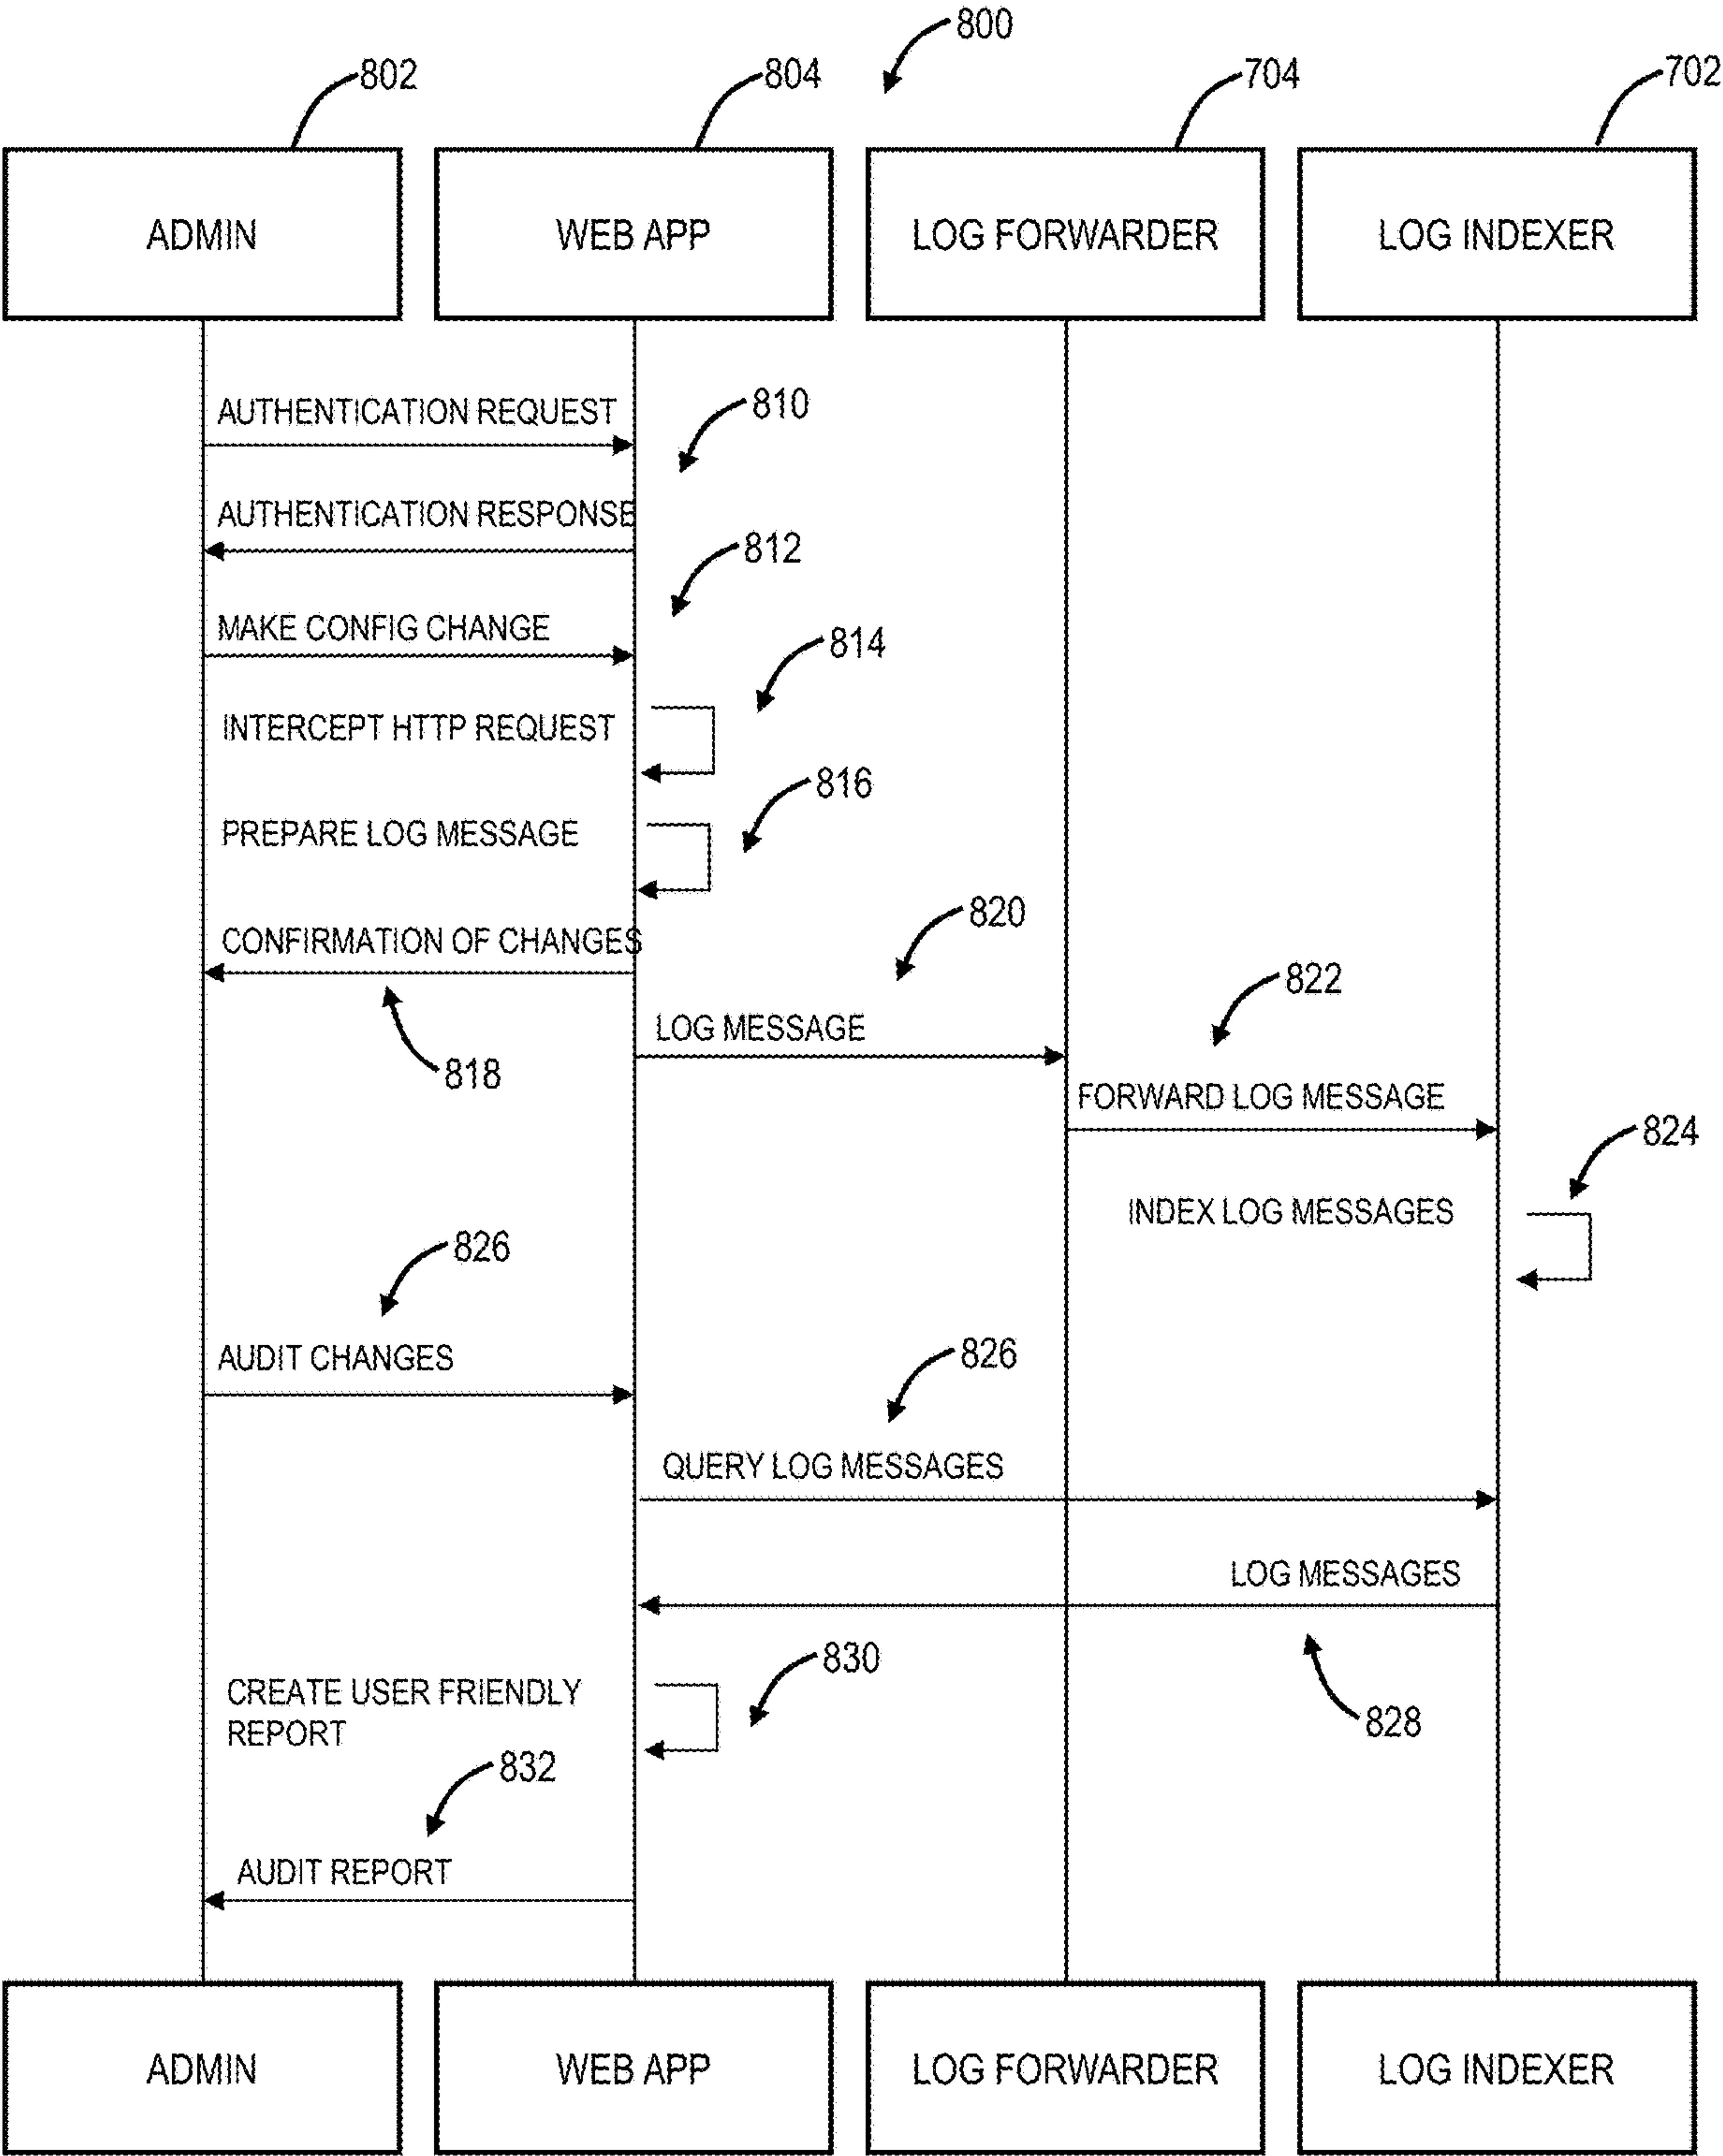 800
802
804
704
702
ADMIN
WEB APP
LOG FORWARDER
LOG INDEXER
AUTHENTICATION REQUEST
810
AUTHENTICATION RESPONSE
812
MAKE CONFIG CHANGE
814
INTERCEPT HTTP REQUEST
816
PREPARE LOG MESSAGE
820
CONFIRMATION OF CHANGES
822
LOG MESSAGE
818
FORWARD LOG MESSAGE
824
INDEX LOG MESSAGES
826
AUDIT CHANGES
826
QUERY LOG MESSAGES
LOG MESSAGES
830
CREATE USER FRIENDLY
REPORT
828
832
AUDIT REPORT
ADMIN
WEB APP
LOG FORWARDER
LOG INDEXER